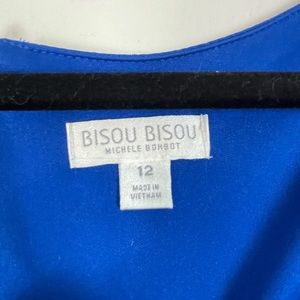 BISOU BISOU
MICHELE BOHBOT
12
MADE IN
VIETNAM